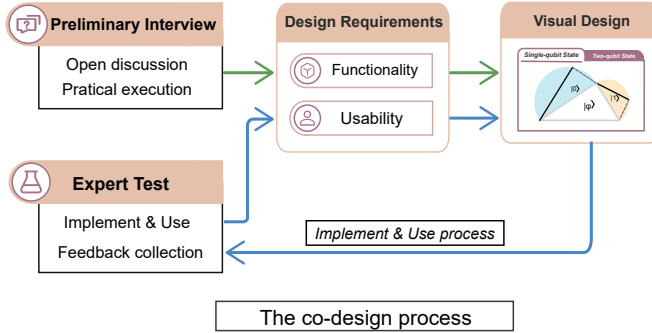 Preliminary Interview
Open discussion
Pratical execution
Design Requirements
Functionality
Usability
Visual Design
Single-qubit State
Two-qubit State
|0⟩
|1⟩
|φ⟩
Expert Test
Implement & Use
Feedback collection
Implement & Use process
The co-design process